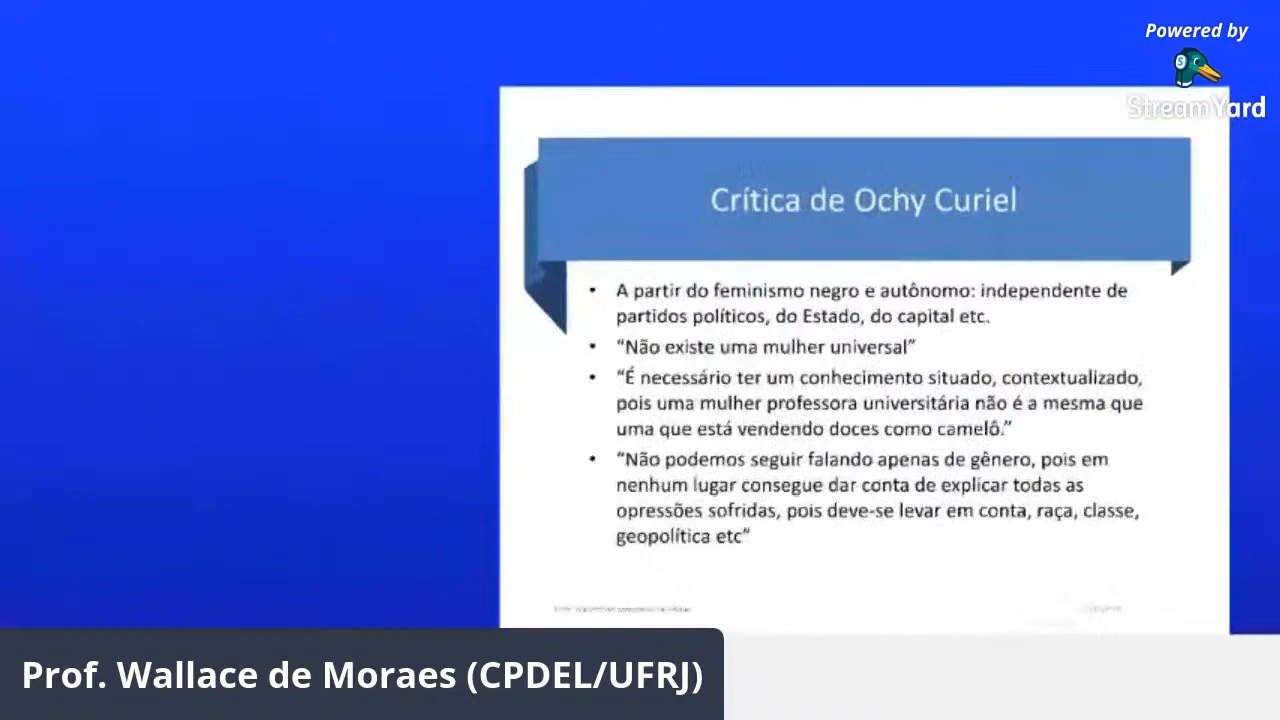 Powered by
StreamYard
Crítica de Ochy Curiel
• A partir do feminismo negro e autônomo: independente de
partidos políticos, do Estado, do capital etc.
• “Não existe uma mulher universal”
• “É necessário ter um conhecimento situado, contextualizado,
pois uma mulher professora universitária não é a mesma que
uma que está vendendo doces como camelô.”
• “Não podemos seguir falando apenas de gênero, pois em
nenhum lugar consegue dar conta de explicar todas as
opressões sofridas, pois deve-se levar em conta, raça, classe,
geopolítica etc”
Prof. Wallace de Moraes (CPDEL/UFRJ)